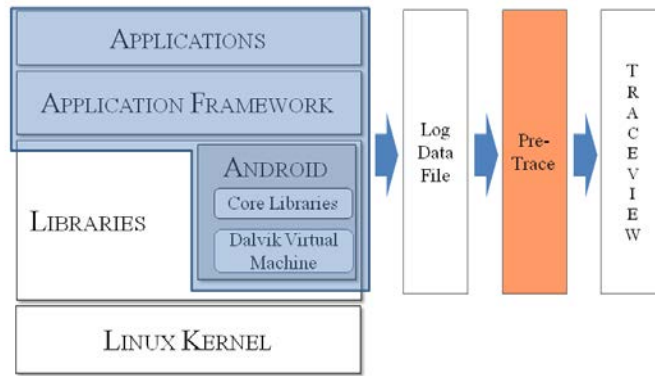 APPLICATIONS
APPLICATION FRAMEWORK
LIBRARIES
ANDROID
Core Libraries
Dalvik Virtual
Machine
LINUX KERNEL
Log
Data
File
Pre-
Trace
T
R
A
C
E
V
I
E
W